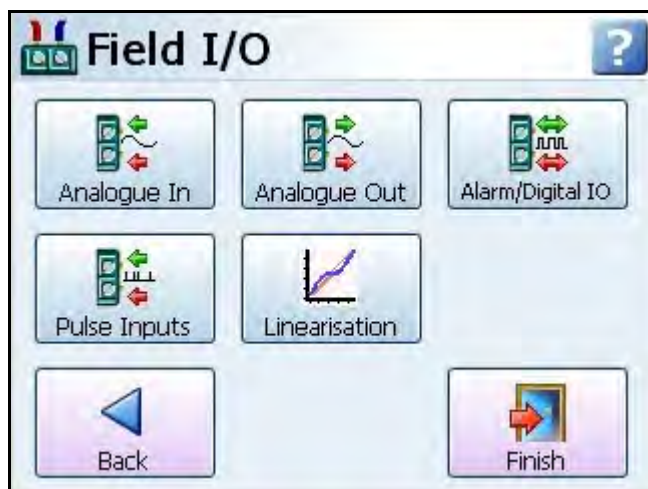 Field I/O
?
Analogue In
Analogue Out
Alarm/Digital IO
Pulse Inputs
Linearisation
Back
Finish